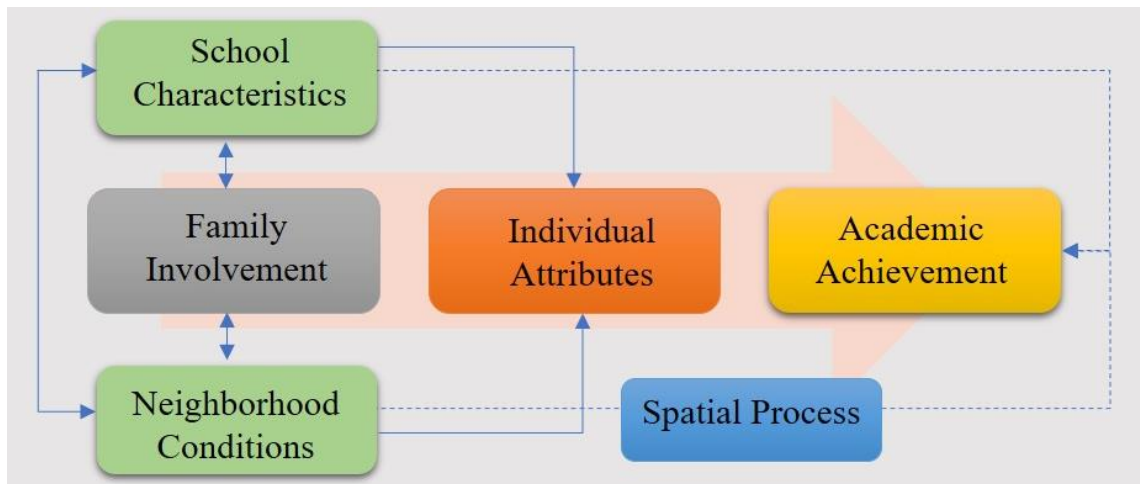 School
Characteristics
Family
Involvement
Individual
Attributes
Academic
Achievement
Neighborhood
Conditions
Spatial Process